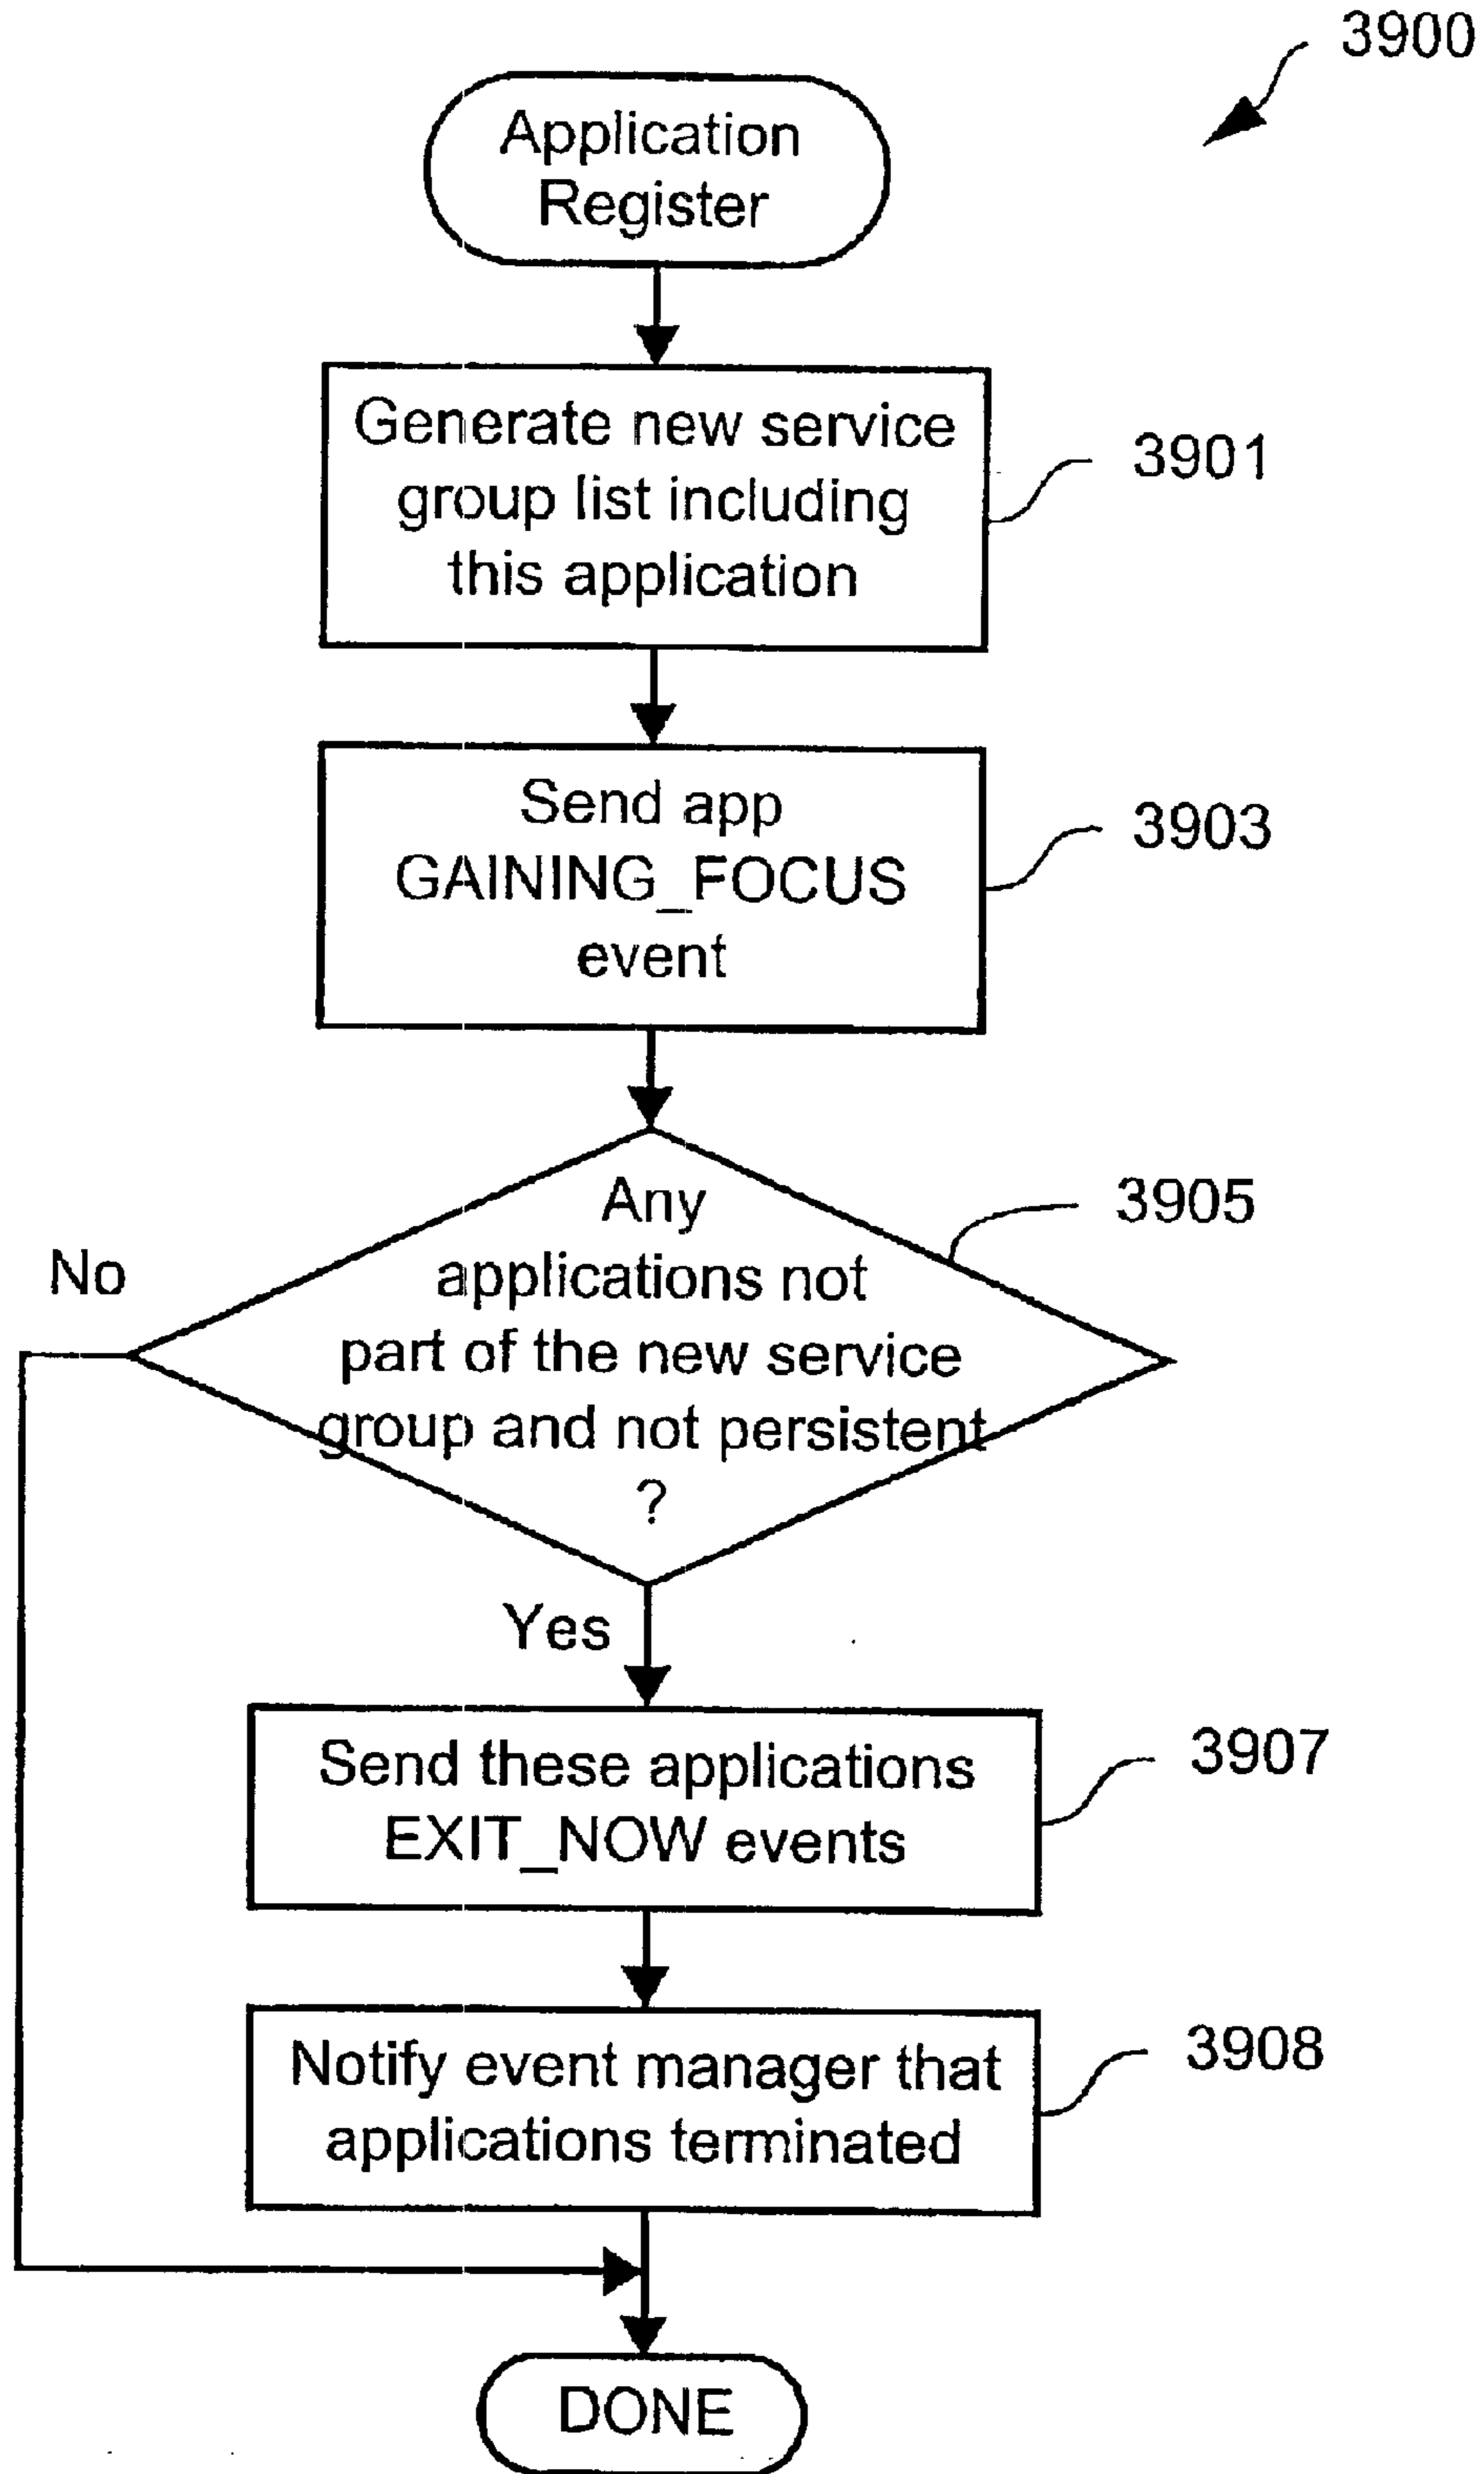 3900
Application
Register
Generate new service
group list including
this application
3901
Send app
GAINING_FOCUS
event
3903
Any
applications not
part of the new service
group and not persistent
?
3905
No
Yes
Send these applications
EXIT_NOW events
3907
Notify event manager that
applications terminated
3908
DONE